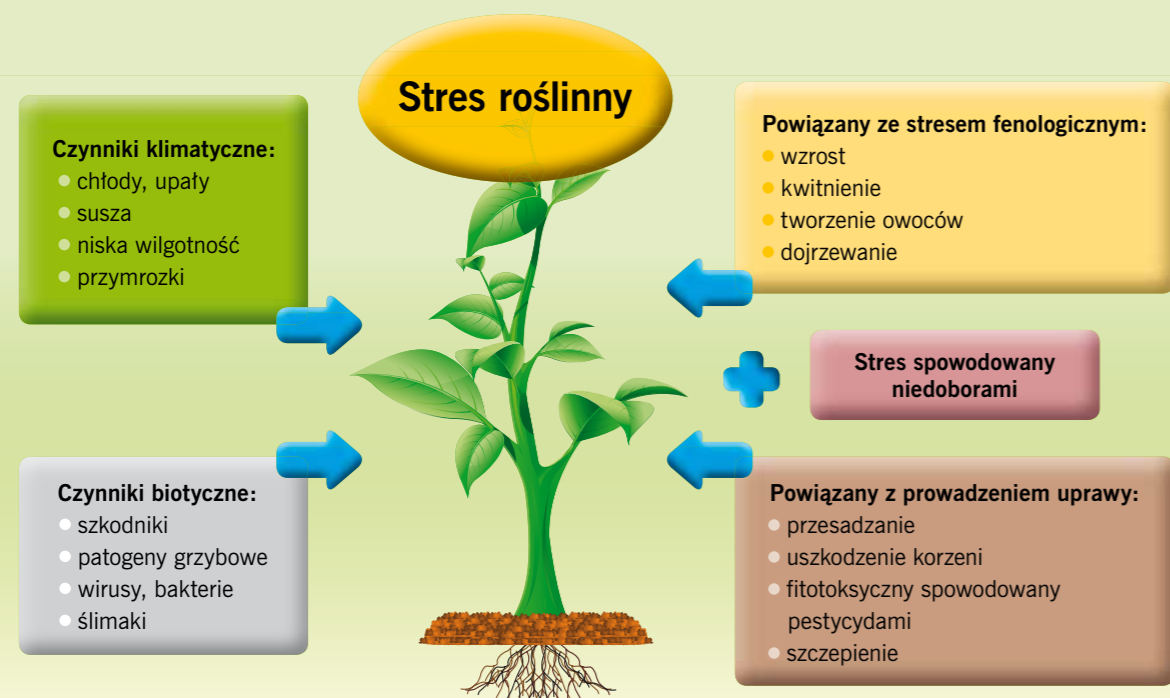 Stres roślinny
Czynniki klimatyczne:
chłody, upały
susza
niska wilgotność
przymrozki
Powiązany ze stresem fenologicznym:
wzrost
kwitnienie
tworzenie owoców
dojrzewanie
Stres spowodowany
niedoborami
Czynniki biotyczne:
szkodniki
patogeny grzybowe
wirusy, bakterie
ślimaki
Powiązany z prowadzeniem uprawy:
przesadzanie
uszkodzenie korzeni
fitotoksyczny spowodowany
pestycydami
szczepienie